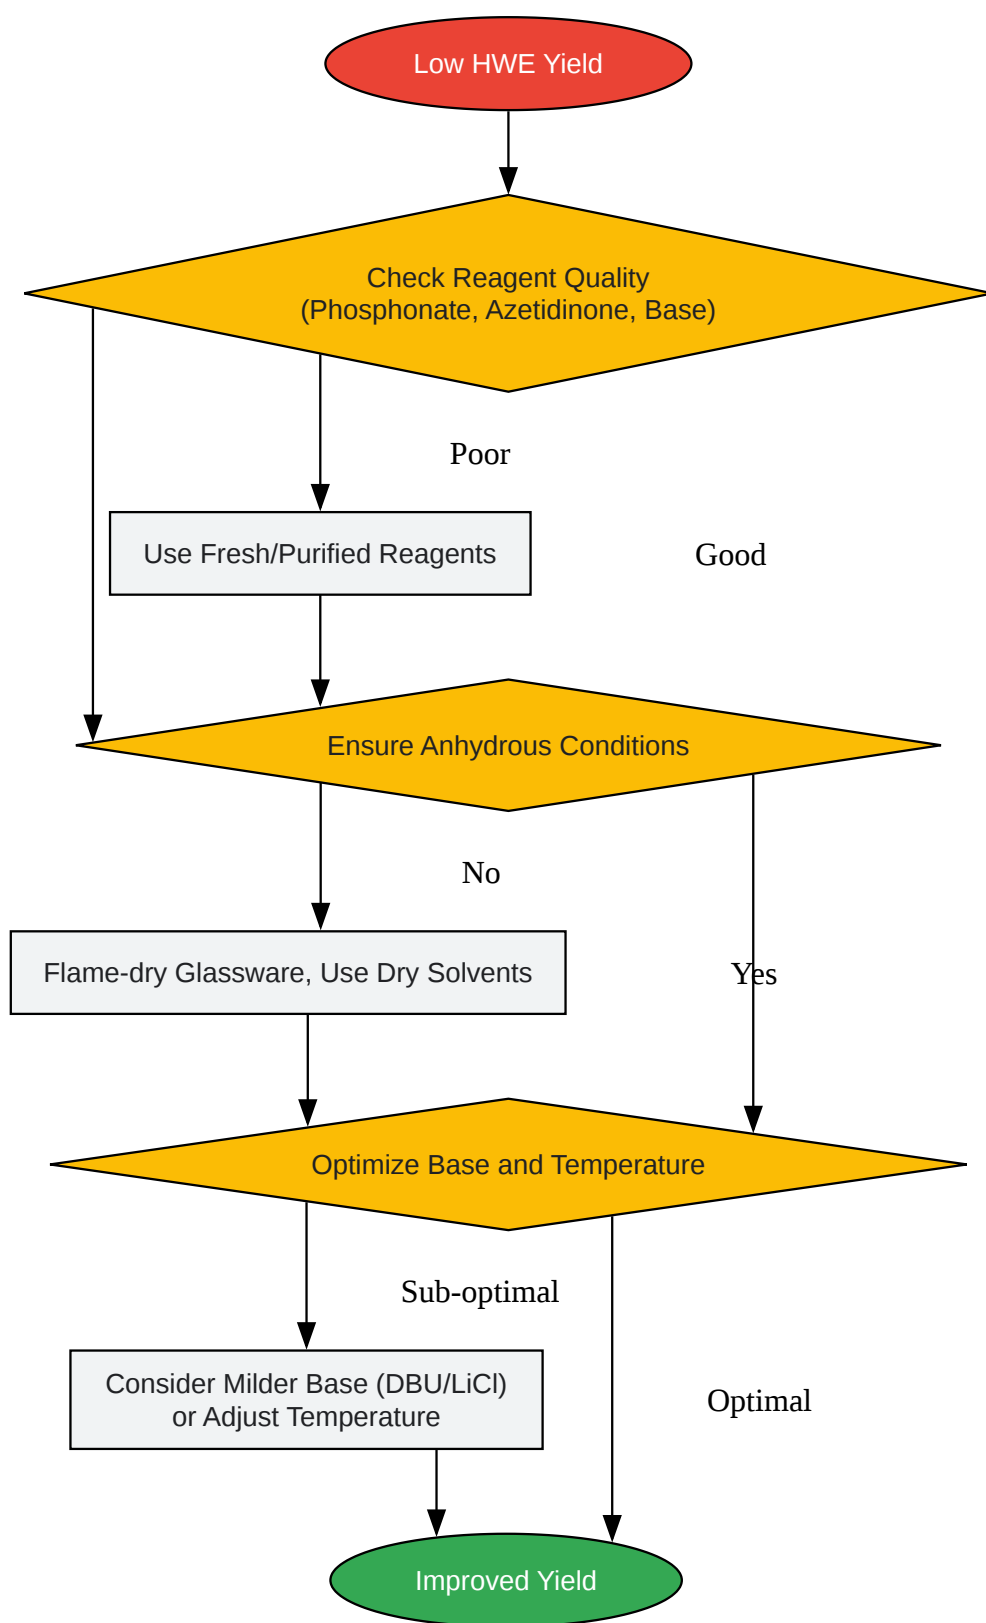 Low HWE Yield
Check Reagent Quality
(Phosphonate, Azetidinone, Base)
Poor
Use Fresh/Purified Reagents
Good
Ensure Anhydrous Conditions
No
Flame-dry Glassware, Use Dry Solvents
Yes
Optimize Base and Temperature
Sub-optimal
Consider Milder Base (DBU/LiCl)
or Adjust Temperature
Optimal
Improved Yield